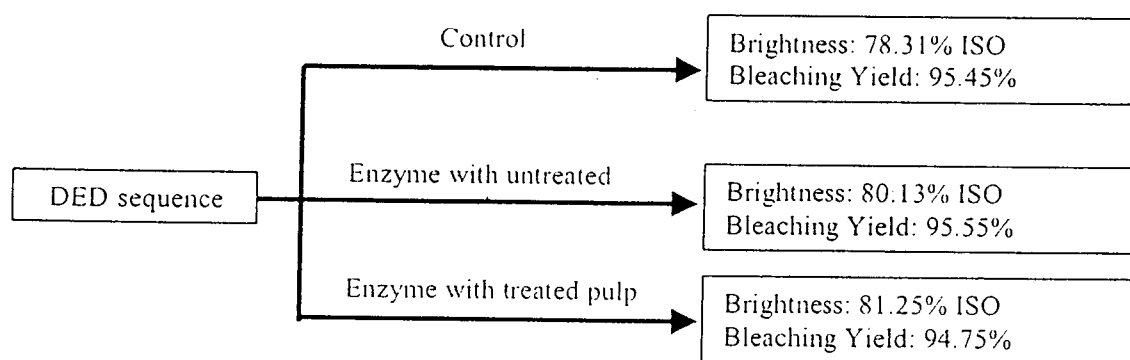 Control
Brightness: 78.31% ISO
Bleaching Yield: 95.45%
DED sequence
Enzyme with untreated
Brightness: 80.13% ISO
Bleaching Yield: 95.55%
Enzyme with treated pulp
Brightness: 81.25% ISO
Bleaching Yield: 94.75%